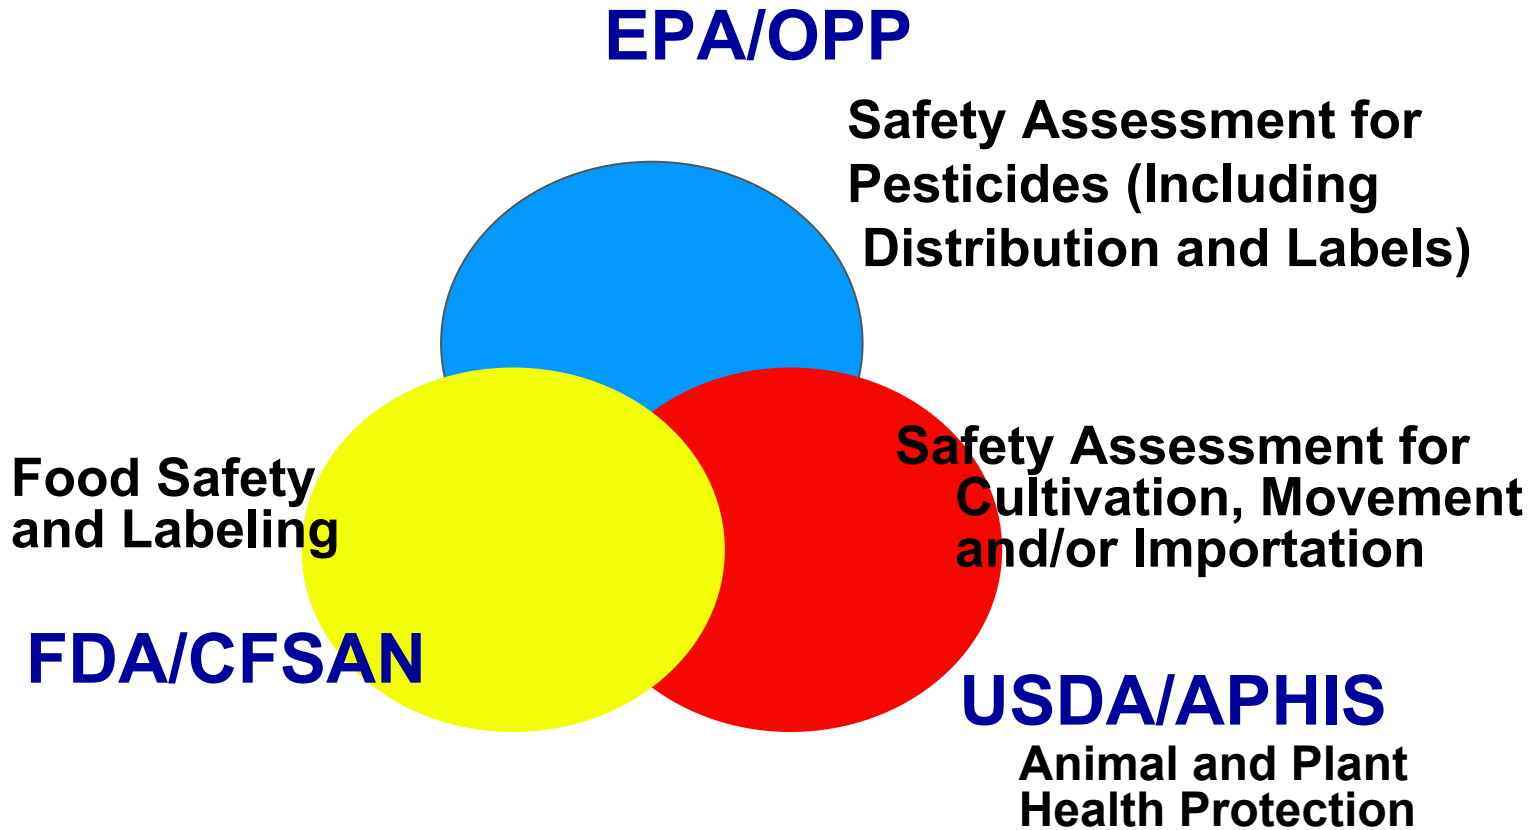 EPA/OPP
Safety Assessment for
Pesticides (Including
Distribution and Labels)
Food Safety
and Labeling
Safety Assessment for
Cultivation, Movement
and/or Importation
FDA/CFSAN
USDA/APHIS
Animal and Plant
Health Protection